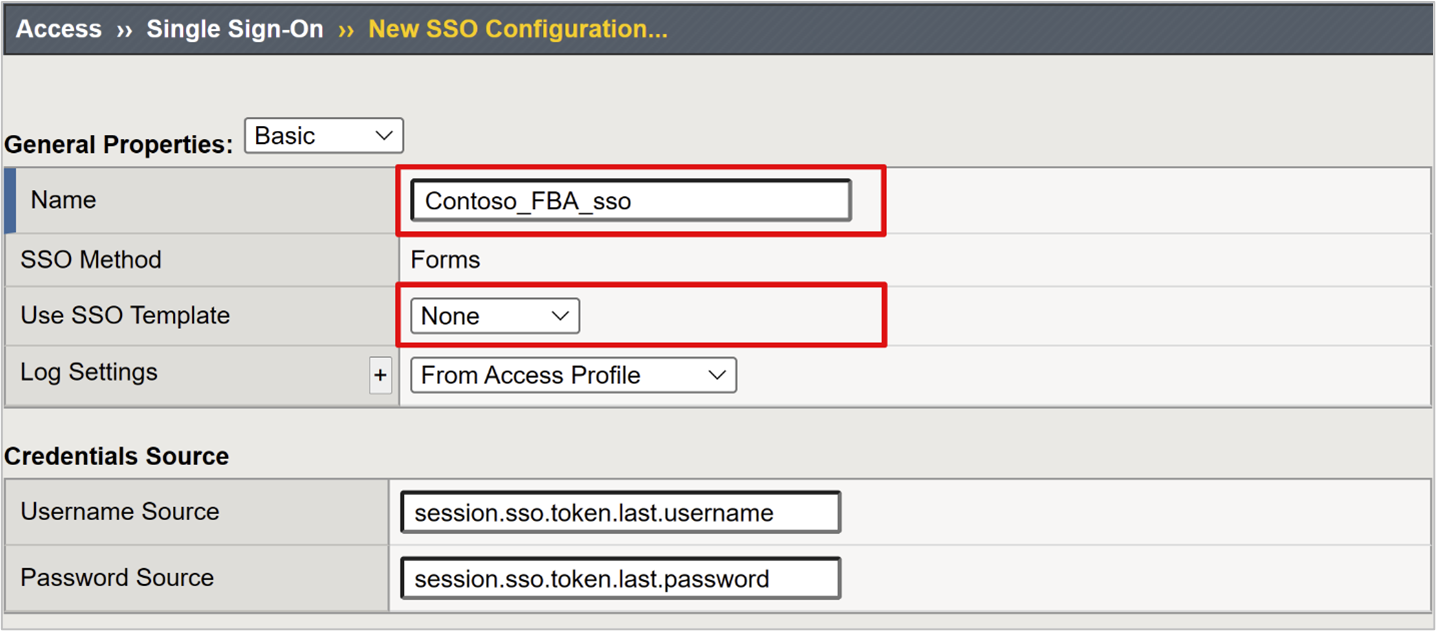 Access ›› Single Sign-On ›› New SSO Configuration...
General Properties: Basic
Name Contoso_FBA_sso
SSO Method Forms
Use SSO Template None
Log Settings + From Access Profile
Credentials Source
Username Source session.sso.token.last.username
Password Source session.sso.token.last.password